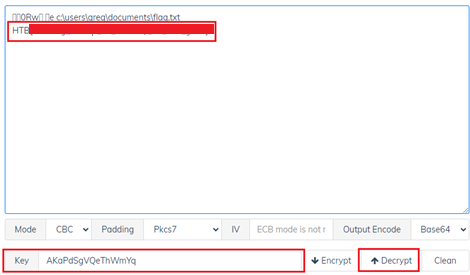 ▯▯0Rw▯ ▯e c:\users\greg\documents\flag.txt
HTB
Mode CBC Padding Pkcs7 IV ECB mode is not r Output Encode Base64
Key AKaPdSgVQeThWmYq Encrypt Decrypt Clean